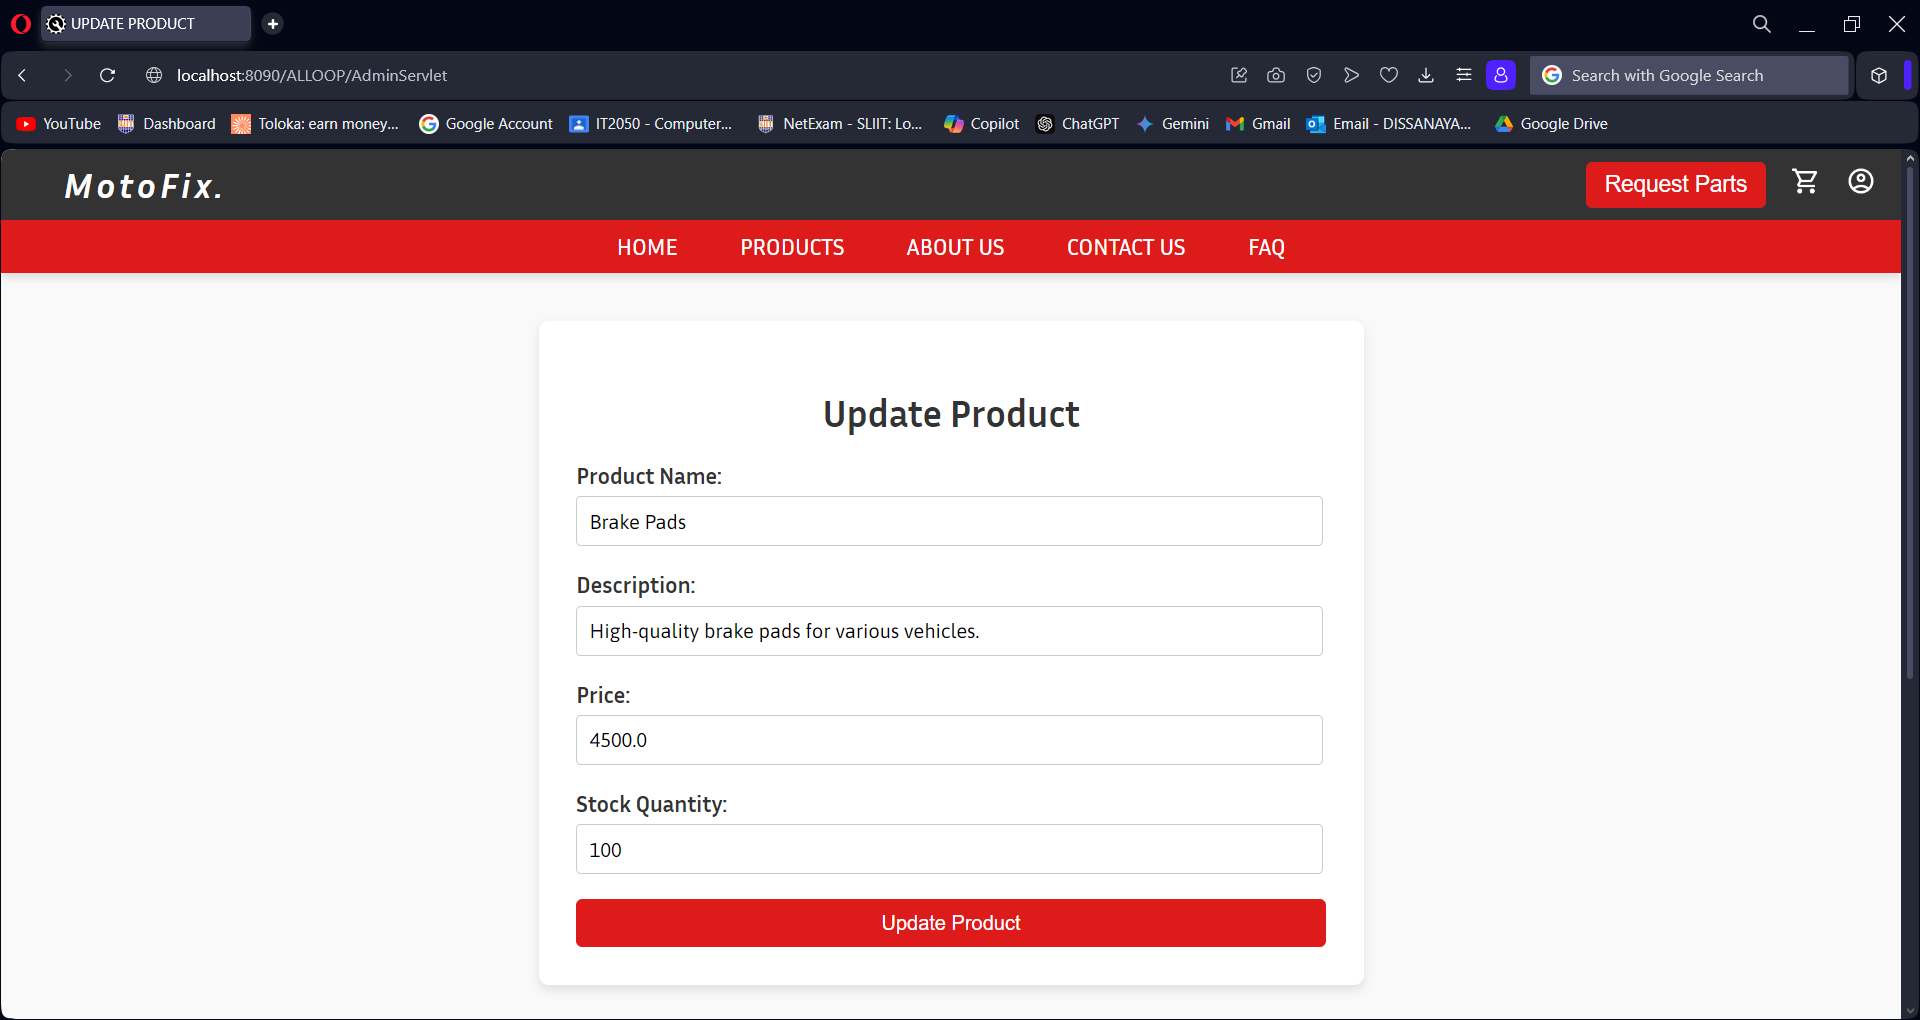 UPDATE PRODUCT
localhost:8090/ALLOOP/AdminServlet
Search with Google Search
YouTube Dashboard Toloka: earn money... Google Account IT2050 - Computer... NetExam - SLIIT: Lo... Copilot ChatGPT Gemini Gmail Email - DISSANAYA... Google Drive
MotoFix.
Request Parts
HOME PRODUCTS ABOUT US CONTACT US FAQ
Update Product
Product Name:
Brake Pads
Description:
High-quality brake pads for various vehicles.
Price:
4500.0
Stock Quantity:
100
Update Product